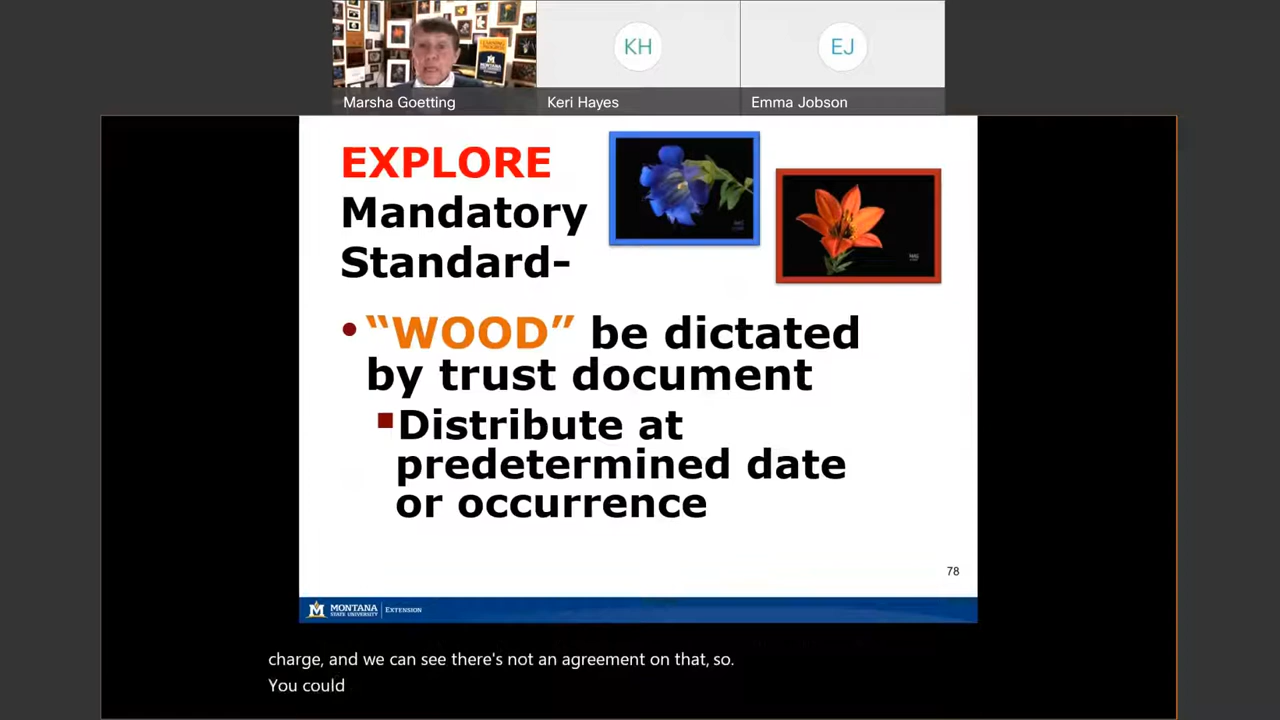 KH
EJ
Marsha Goetting
Keri Hayes
Emma Jobson
EXPLORE
Mandatory
Standard-
• “WOOD” be dictated
by trust document
Distribute at
predetermined date
or occurrence
78
MONTANA
STATE UNIVERSITY
EXTENSION
charge, and we can see there's not an agreement on that, so.
You could